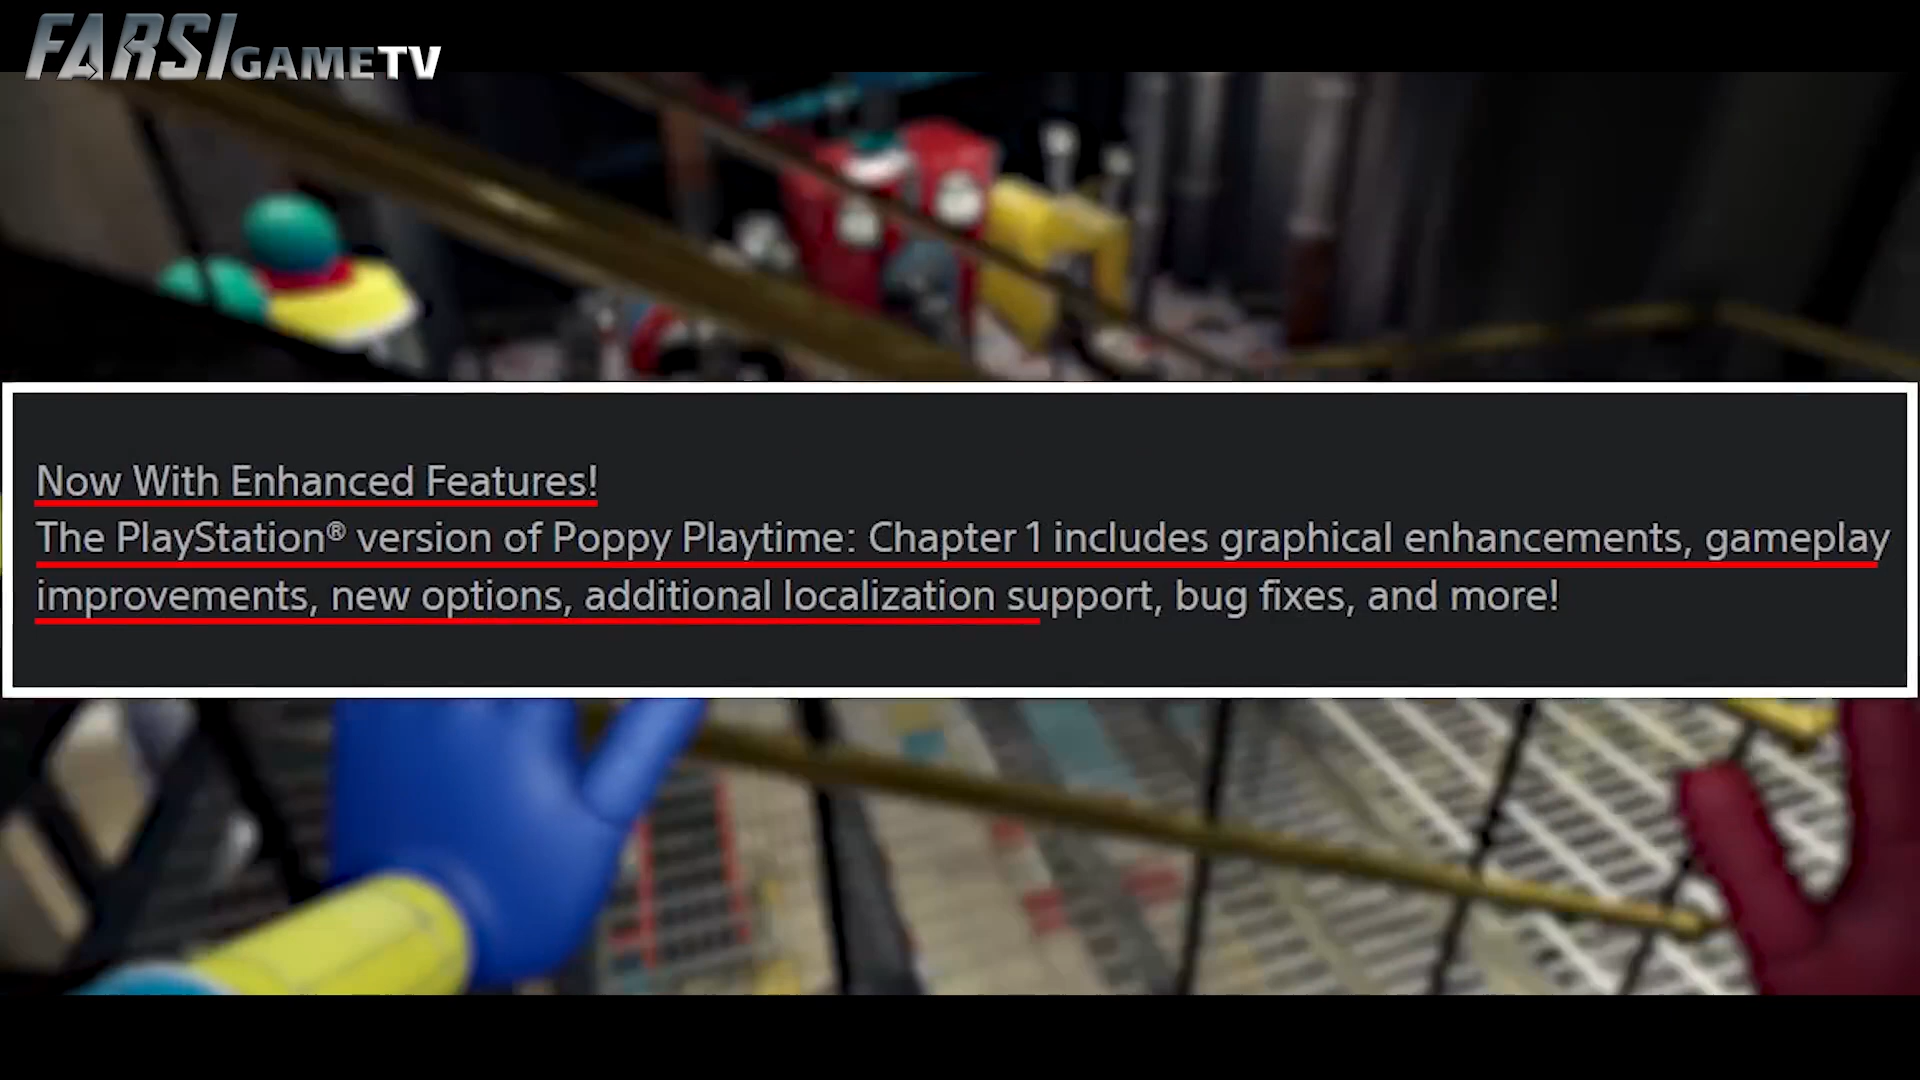 FARSIGAMETV
Now With Enhanced Features!
The PlayStation® version of Poppy Playtime: Chapter 1 includes graphical enhancements, gameplay
improvements, new options, additional localization support, bug fixes, and more!